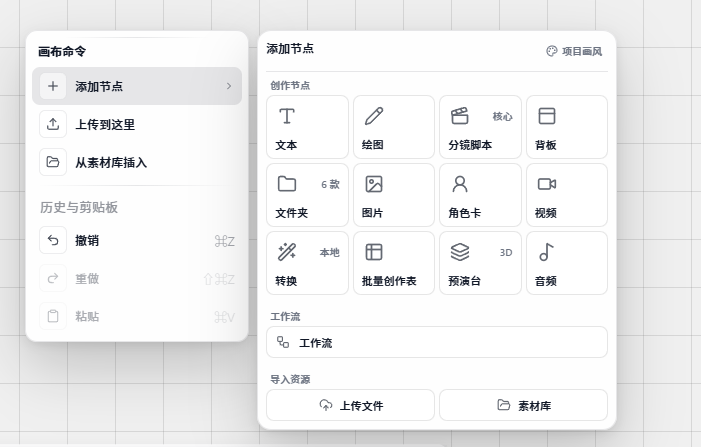 画布命令
添加节点
上传到这里
从素材库插入
历史与剪贴板
撤销 ⌘Z
重做 ⇧⌘Z
粘贴 ⌘V
添加节点 项目画风
创作节点
文本 绘图 核心 分镜脚本 背板
6 款 文件夹 图片 角色卡 视频
本地 转换 批量创作表 3D 预演台 音频
工作流
工作流
导入资源
上传文件 素材库